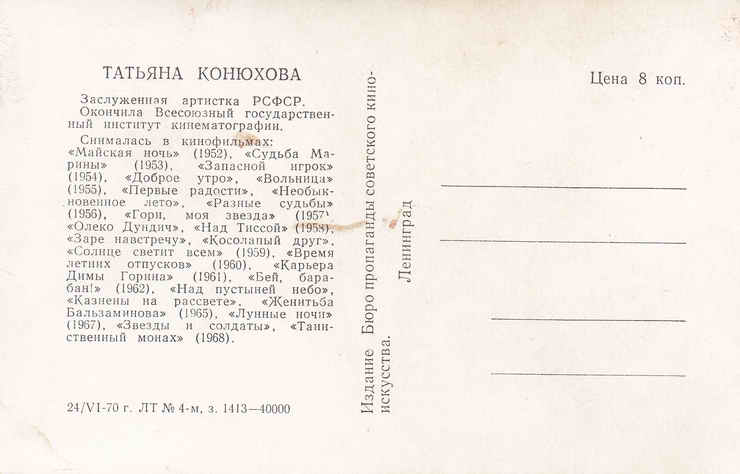 ТАТЬЯНА КОНЮХОВА
Заслуженная артистка РСФСР.
Окончила Всесоюзный государствен-
ный институт кинематографии.
Снималась в кинофильмах:
«Майская ночь» (1952), «Судьба Ма-
рины» (1953), «Запасной игрок»
(1954), «Доброе утро», «Вольница»
(1955), «Первые радости», «Необык-
новенное лето», «Разные судьбы»
(1956), «Гори, моя звезда» (1957)
«Олеко Дундич», «Над Тиссой» (1958),
«Заре навстречу», «Косолапый друг»,
«Солнце светит всем» (1959), «Время
летних отпусков» (1960), «Карьера
Димы Горина» (1961), «Бей, бара-
бан!» (1962), «Над пустыней небо»,
«Казнены на рассвете», «Женитьба
Бальзаминова» (1965), «Лунные ночи»
(1967), «Звезды и солдаты», «Таин-
ственный монах» (1968).
24/VI-70 г. ЛТ № 4-м, з. 1413—40000
Издание Бюро пропаганды советского кино-
искусства.
Ленинград
Цена 8 коп.